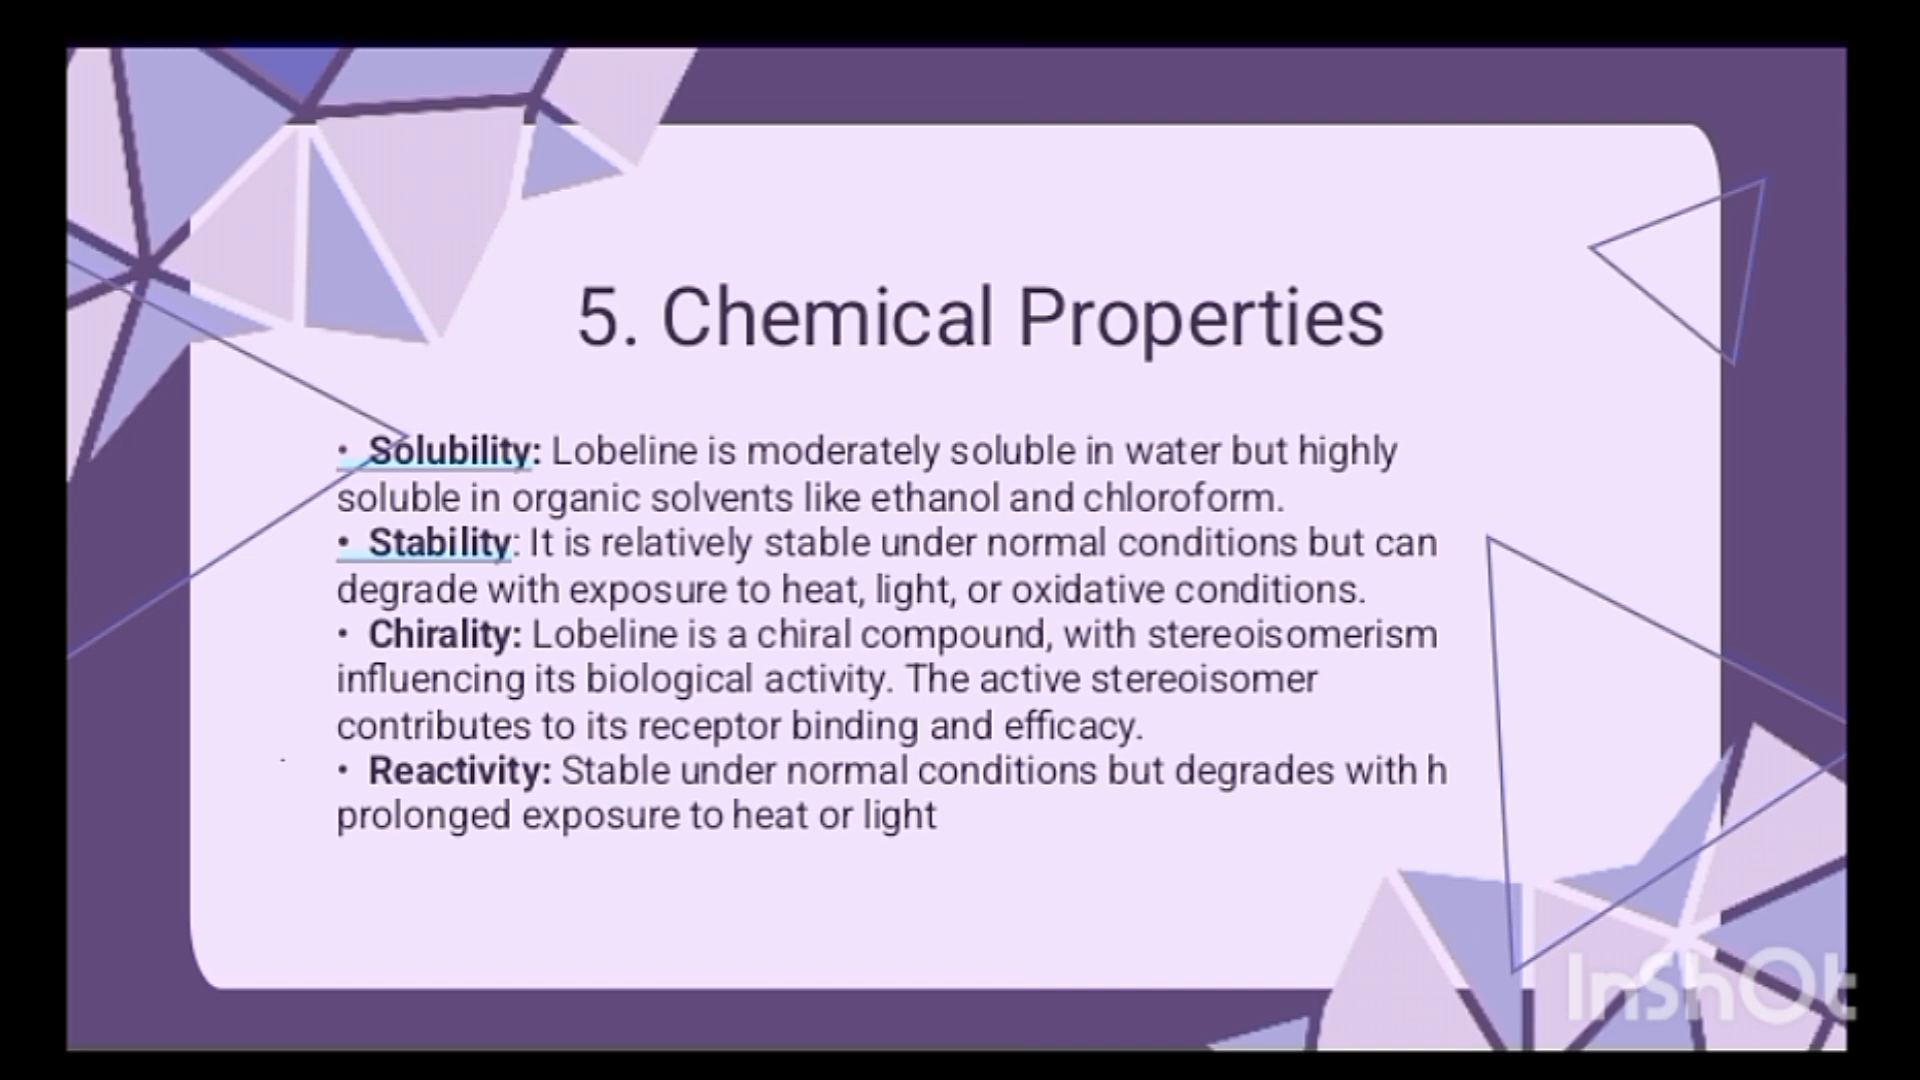 5. Chemical Properties
• Solubility: Lobeline is moderately soluble in water but highly
soluble in organic solvents like ethanol and chloroform.
• Stability: It is relatively stable under normal conditions but can
degrade with exposure to heat, light, or oxidative conditions.
• Chirality: Lobeline is a chiral compound, with stereoisomerism
influencing its biological activity. The active stereoisomer
contributes to its receptor binding and efficacy.
• Reactivity: Stable under normal conditions but degrades with h
prolonged exposure to heat or light
InShOt